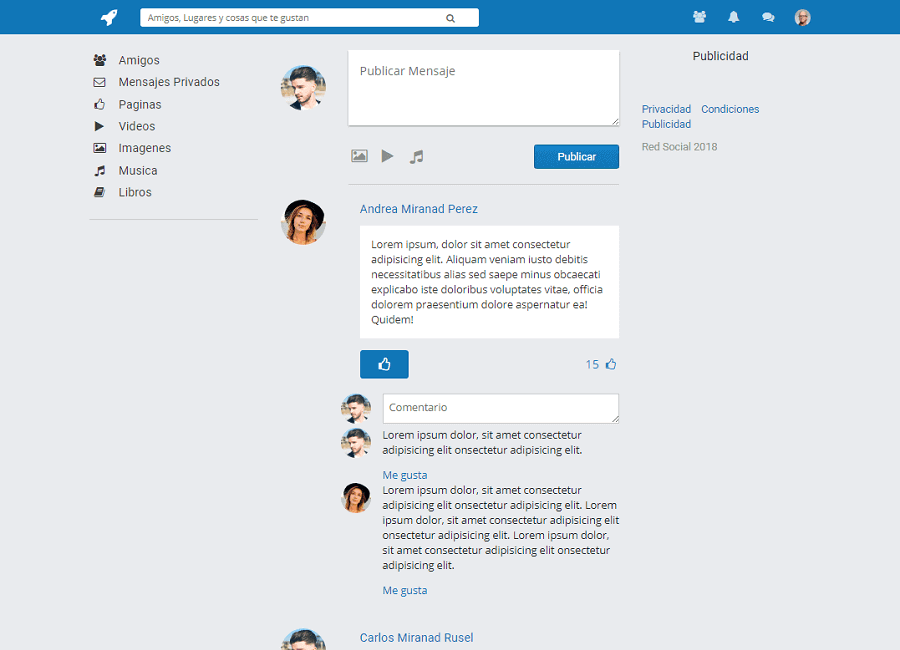 Amigos, Lugares y cosas que te gustan
Amigos
Mensajes Privados
Paginas
Videos
Imagenes
Musica
Libros
Publicar Mensaje
Publicar
Andrea Miranad Perez
Lorem ipsum, dolor sit amet consectetur
adipisicing elit. Aliquam veniam iusto debitis
necessitatibus alias sed saepe minus obcaecati
explicabo iste doloribus voluptates vitae, officia
dolorem praesentium dolore aspernatur ea!
Quidem!
15
Comentario
Lorem ipsum dolor, sit amet consectetur
adipisicing elit onsectetur adipisicing elit.
Me gusta
Lorem ipsum dolor, sit amet consectetur
adipisicing elit onsectetur adipisicing elit. Lorem
ipsum dolor, sit amet consectetur adipisicing elit
onsectetur adipisicing elit. Lorem ipsum dolor,
sit amet consectetur adipisicing elit onsectetur
adipisicing elit.
Me gusta
Carlos Miranad Rusel
Publicidad
Privacidad Condiciones
Publicidad
Red Social 2018